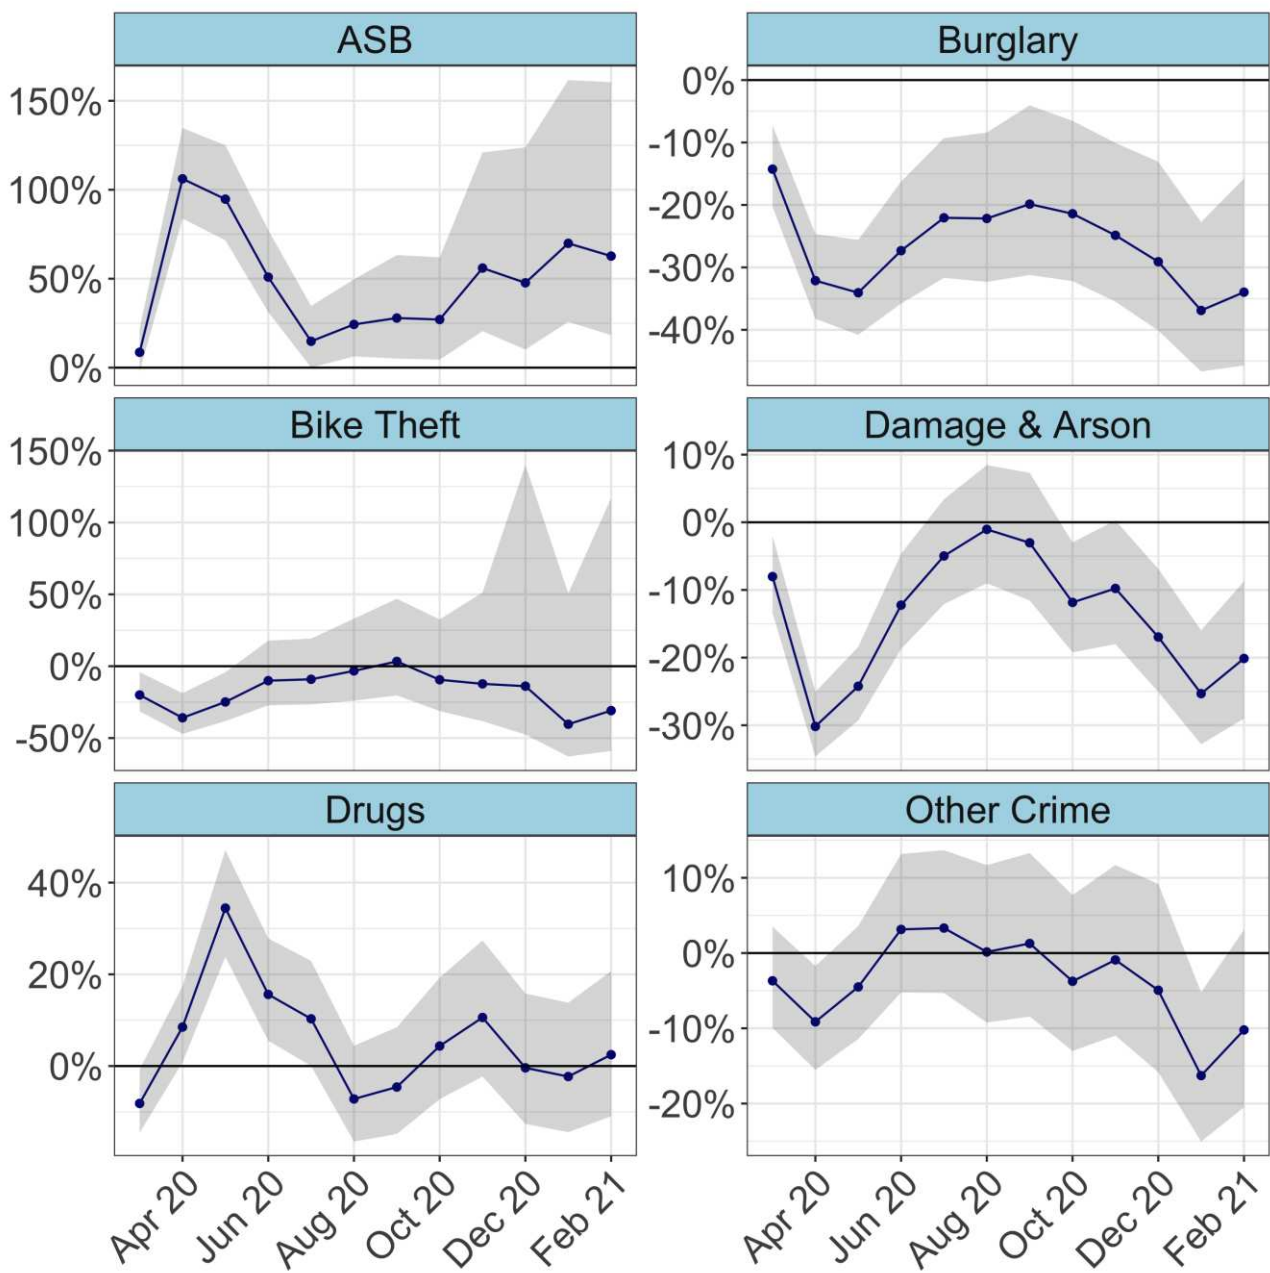 ASB
150%
100%
50%
0%
Burglary
0%
-10%
-20%
-30%
-40%
Bike Theft
150%
100%
50%
0%
-50%
Damage & Arson
10%
0%
-10%
-20%
-30%
Drugs
40%
20%
0%
Other Crime
10%
0%
-10%
-20%
Apr 20
Jun 20
Aug 20
Oct 20
Dec 20
Feb 21
Apr 20
Jun 20
Aug 20
Oct 20
Dec 20
Feb 21